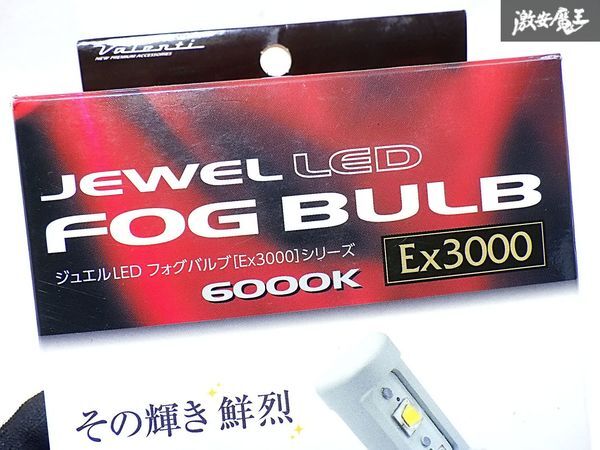 激安魔王
Valenti
NEW PREMIUM ACCESSORIES
JEWEL LED
FOG BULB
ジュエルLED フォグバルブ[Ex3000]シリーズ
Ex3000
6000K
その輝き 鮮烈